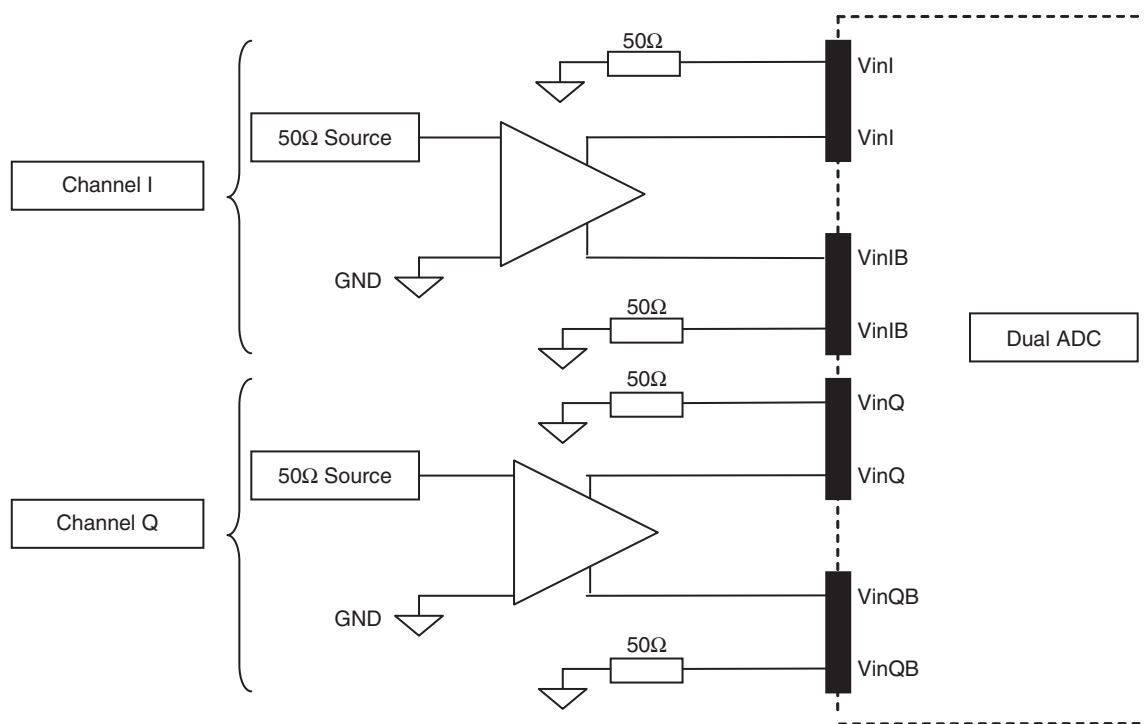 50Ω
VinI
50Ω Source
VinI
Channel I
VinIB
GND
50Ω
VinIB
Dual ADC
50Ω
VinQ
50Ω Source
VinQ
Channel Q
VinQB
GND
50Ω
VinQB